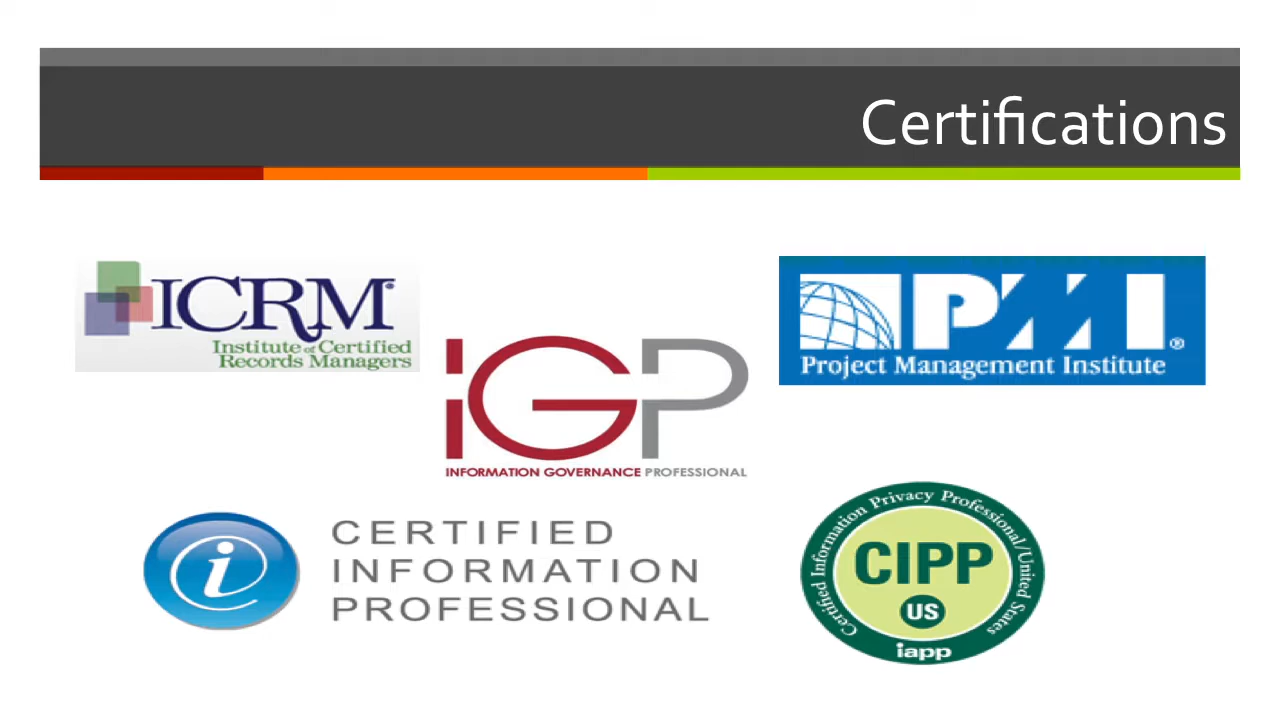 Certifications
ICRM®
Institute of Certified
Records Managers
PMI®
Project Management Institute
iGP
INFORMATION GOVERNANCE PROFESSIONAL
i
CERTIFIED
INFORMATION
PROFESSIONAL
Certified Information Privacy Professional/United States
CIPP
US
iapp